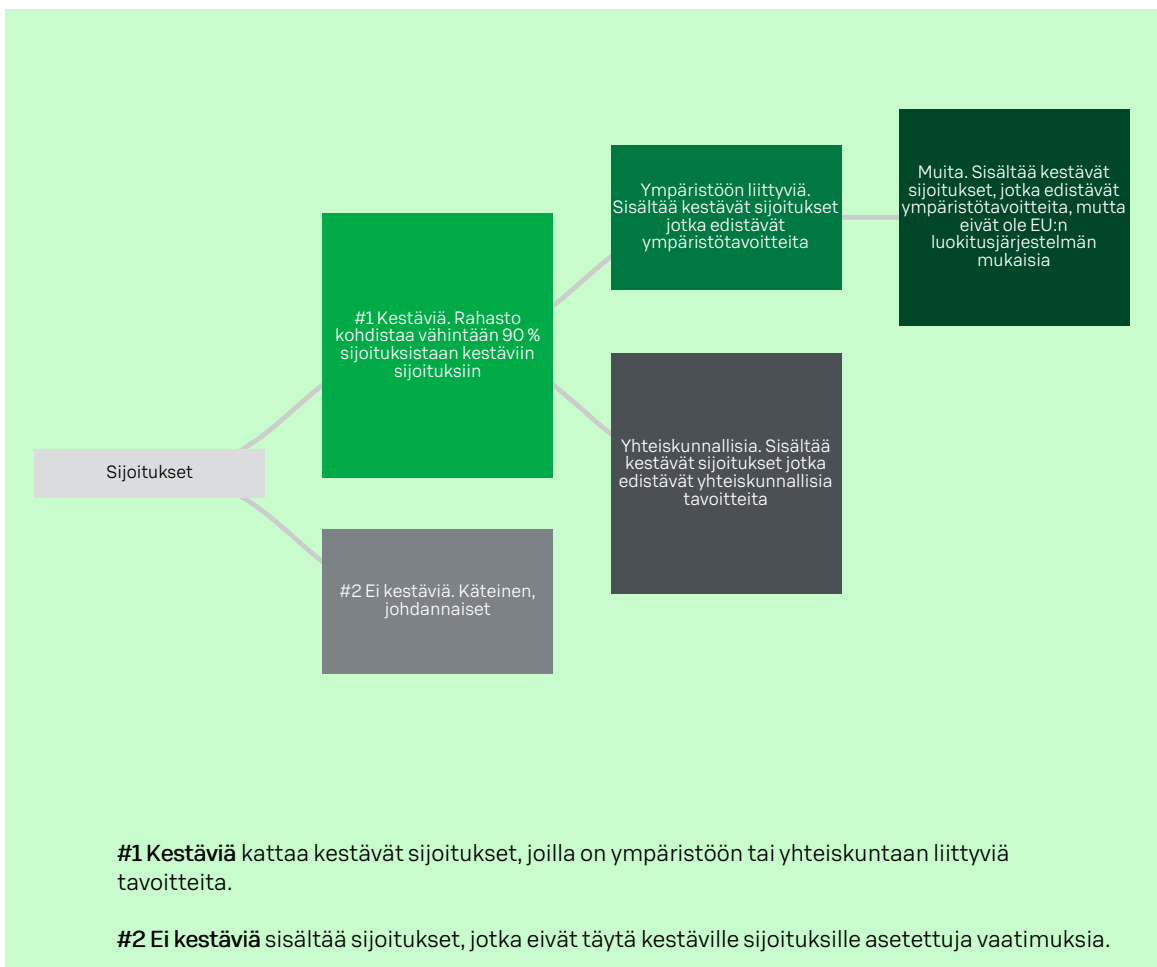 Muita. Sisältää kestävät
sijoitukset, jotka edistävät
ympäristötavoitteita, mutta
eivät ole EU:n
luokitusjärjestelmän
mukaisia
Ympäristöön liittyviä.
Sisältää kestävät sijoitukset
jotka edistävät
ympäristötavoitteita
#1 Kestäviä. Rahasto
kohdistaa vähintään 90 %
sijoituksistaan kestäviin
sijoituksiin
Yhteiskunnallisia. Sisältää
kestävät sijoitukset jotka
edistävät yhteiskunnallisia
tavoitteita
Sijoitukset
#2 Ei kestäviä. Käteinen,
johdannaiset
#1 Kestäviä kattaa kestävät sijoitukset, joilla on ympäristöön tai yhteiskuntaan liittyviä
tavoitteita.
#2 Ei kestäviä sisältää sijoitukset, jotka eivät täytä kestäville sijoituksille asetettuja vaatimuksia.